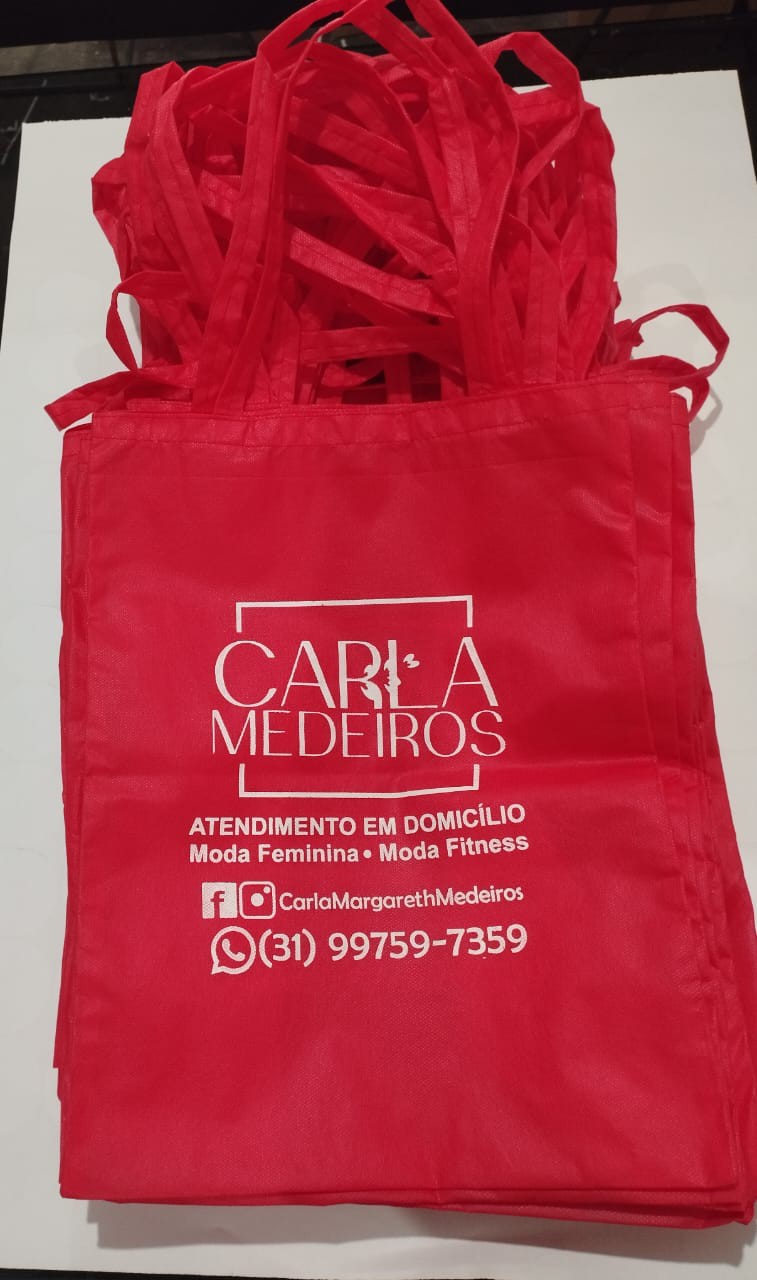 CARLA
MEDEIROS
ATENDIMENTO EM DOMICÍLIO
Moda Feminina • Moda Fitness
CarlaMargarethMedeiros
(31) 99759-7359